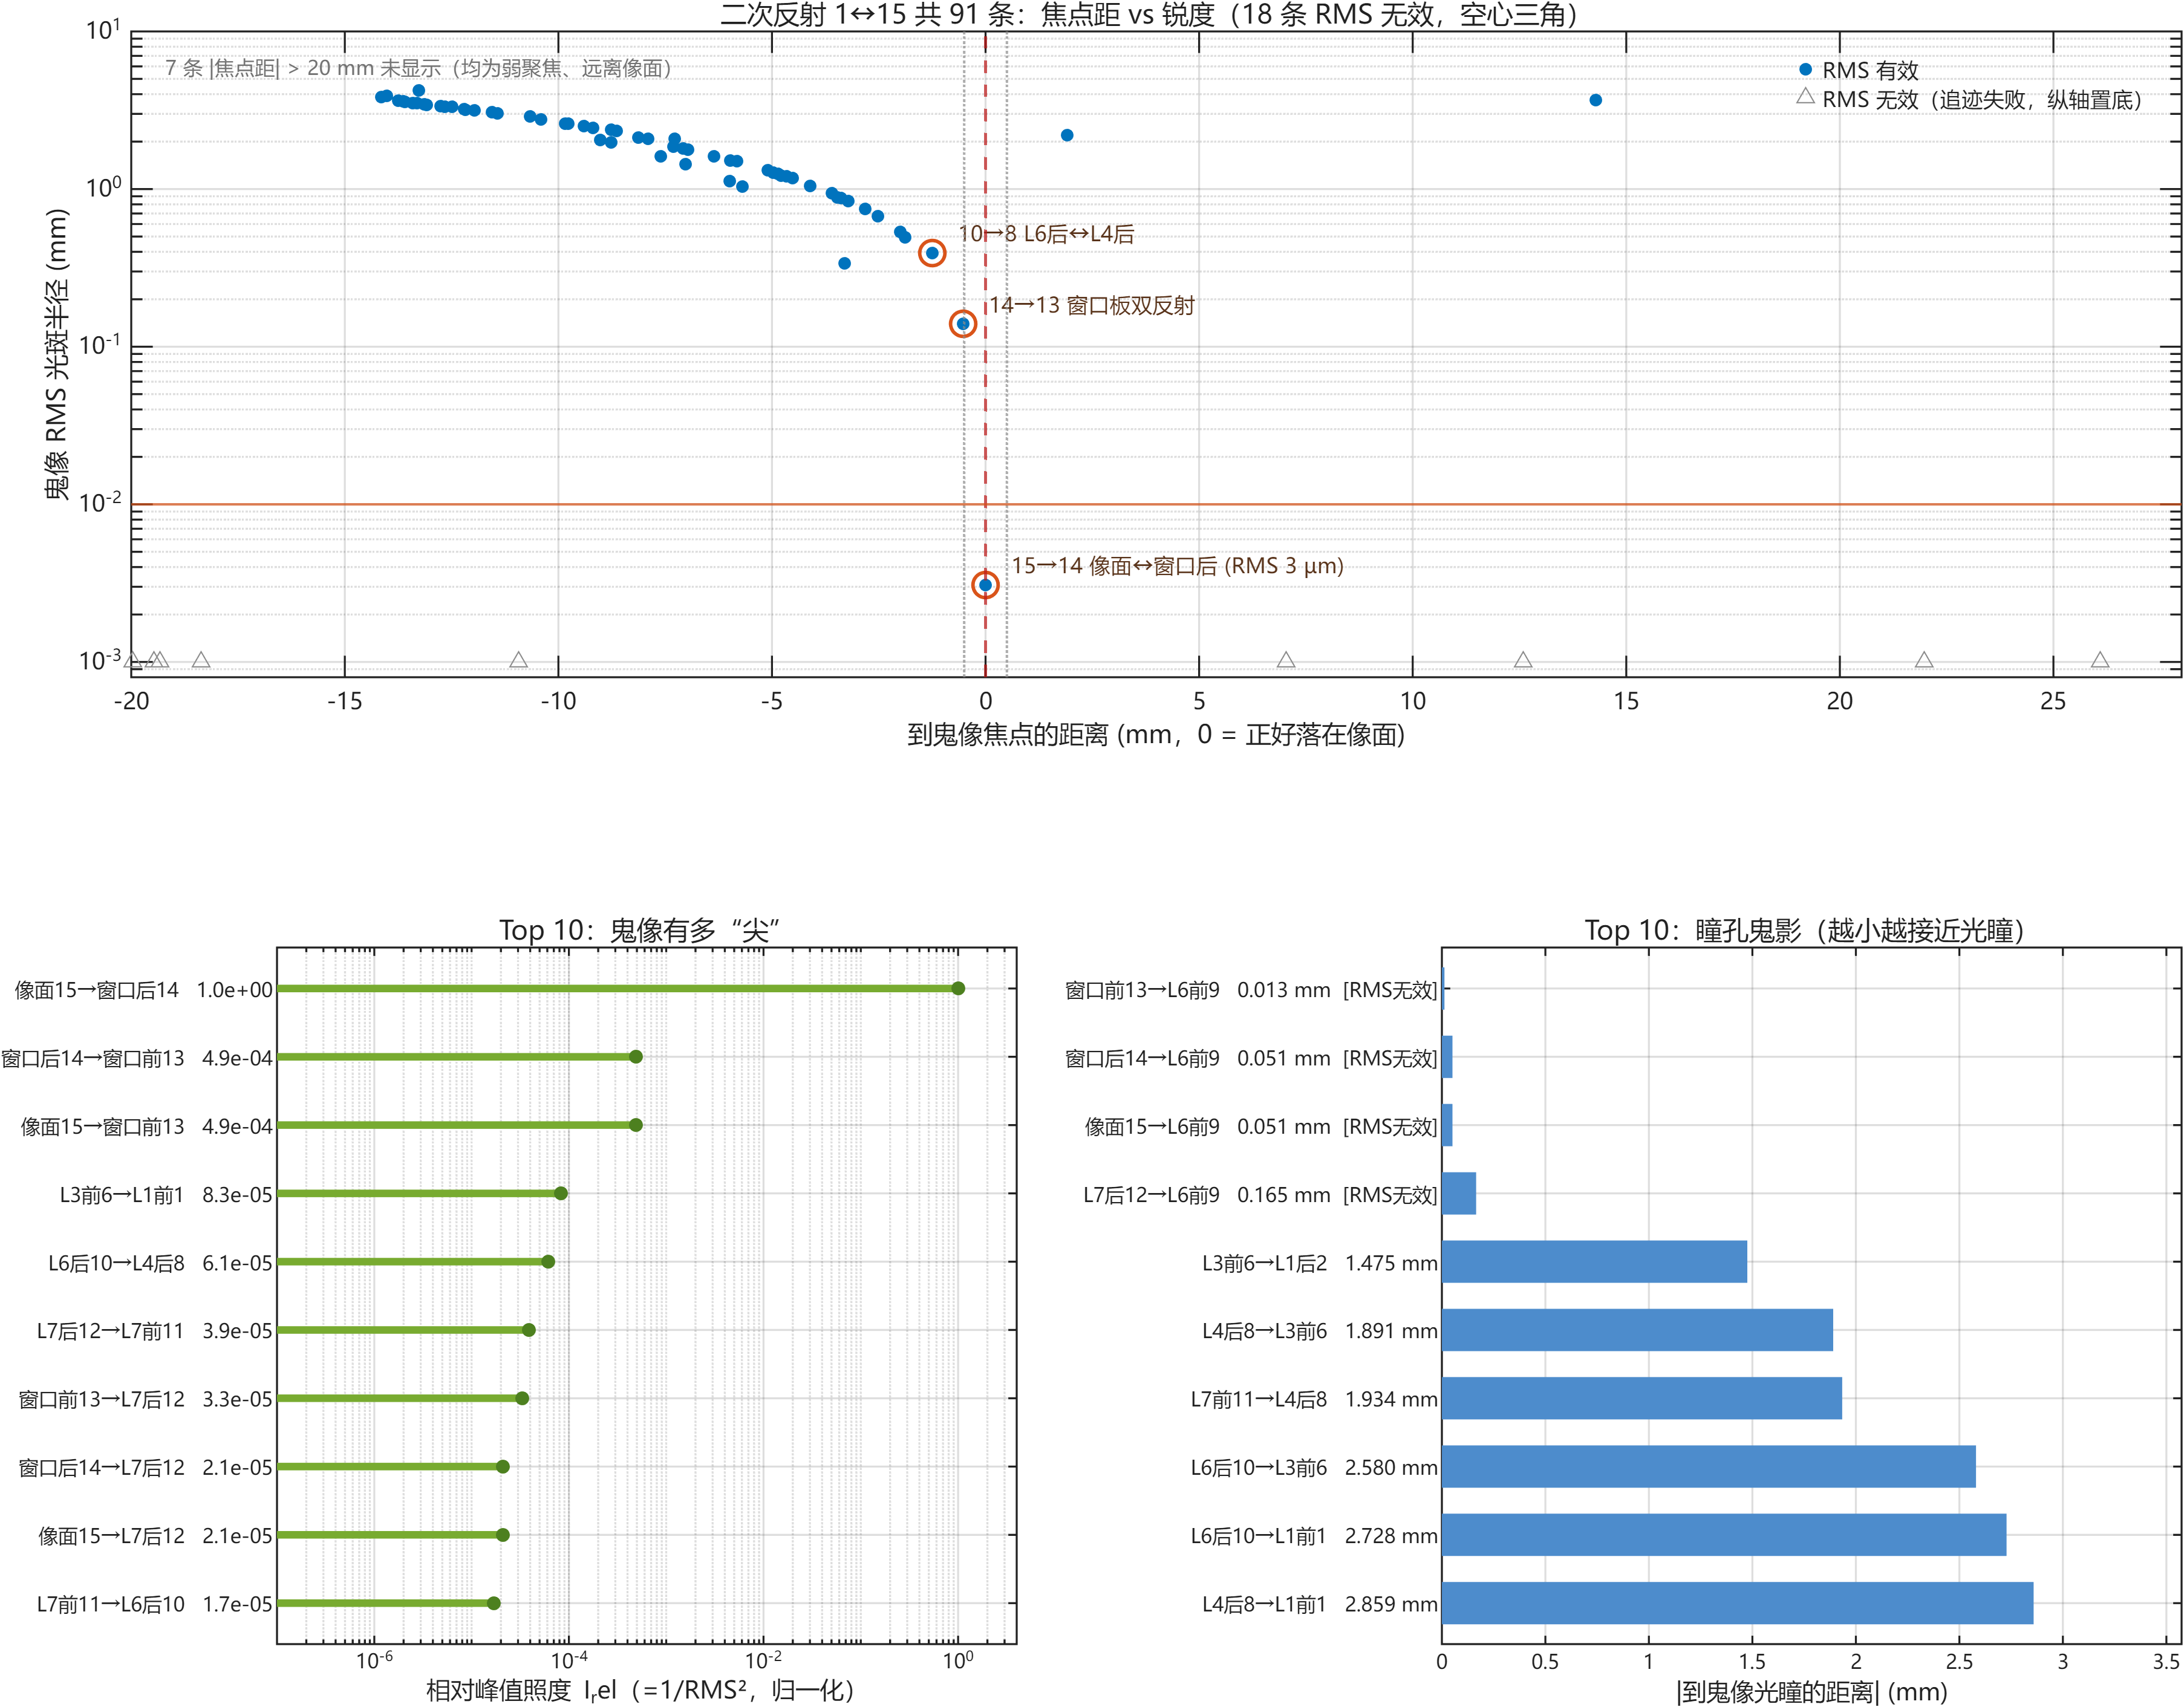 二次反射 1↔15 共 91 条：焦点距 vs 锐度（18 条 RMS 无效，空心三角）
7 条 |焦点距| > 20 mm 未显示（均为弱聚焦、远离像面）
RMS 有效
RMS 无效（追迹失败，纵轴置底）
鬼像 RMS 光斑半径 (mm)
10¹
10⁰
10⁻¹
10⁻²
10⁻³
10→8 L6后↔L4后
14→13 窗口板双反射
15→14 像面↔窗口后 (RMS 3 μm)
-20 -15 -10 -5 0 5 10 15 20 25
到鬼像焦点的距离 (mm，0 = 正好落在像面)
Top 10：鬼像有多“尖”
像面15→窗口后14 1.0e+00
窗口后14→窗口前13 4.9e-04
像面15→窗口前13 4.9e-04
L3前6→L1前1 8.3e-05
L6后10→L4后8 6.1e-05
L7后12→L7前11 3.9e-05
窗口前13→L7后12 3.3e-05
窗口后14→L7后12 2.1e-05
像面15→L7后12 2.1e-05
L7前11→L6后10 1.7e-05
10⁻⁶ 10⁻⁴ 10⁻² 10⁰
相对峰值照度 Iᵣel（=1/RMS²，归一化）
Top 10：瞳孔鬼影（越小越接近光瞳）
窗口前13→L6前9 0.013 mm [RMS无效]
窗口后14→L6前9 0.051 mm [RMS无效]
像面15→L6前9 0.051 mm [RMS无效]
L7后12→L6前9 0.165 mm [RMS无效]
L3前6→L1后2 1.475 mm
L4后8→L3前6 1.891 mm
L7前11→L4后8 1.934 mm
L6后10→L3前6 2.580 mm
L6后10→L1前1 2.728 mm
L4后8→L1前1 2.859 mm
0 0.5 1 1.5 2 2.5 3 3.5
|到鬼像光瞳的距离| (mm)